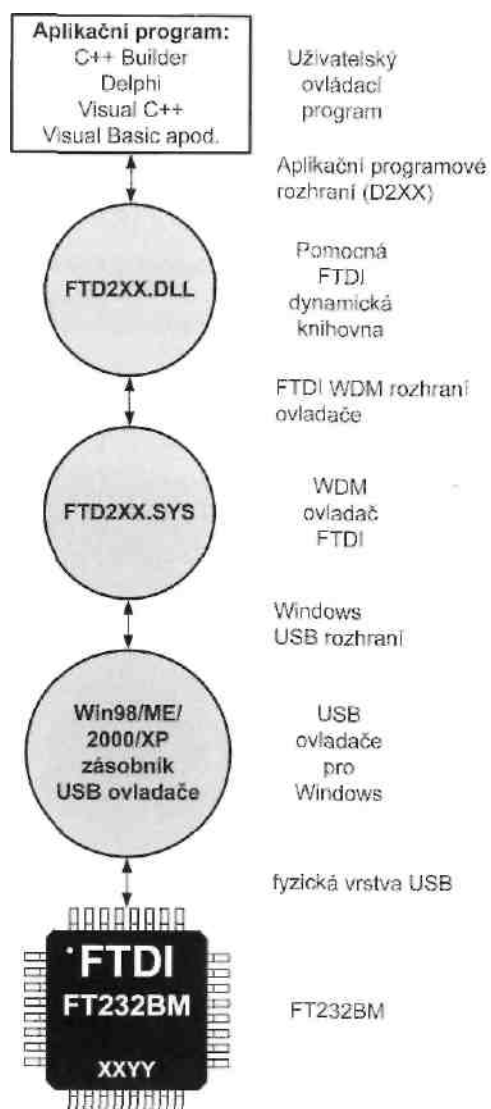 Aplikační program:
C++ Builder
Delphi
Visual C++
Visual Basic apod.
Uživatelský
ovládací
program
Aplikační programové
rozhraní (D2XX)
FTD2XX.DLL
Pomocná
FTDI
dynamická
knihovna
FTDI WDM rozhraní
ovladače
FTD2XX.SYS
WDM
ovladač
FTDI
Windows
USB rozhraní
Win98/ME/
2000/XP
zásobník
USB ovladače
USB
ovladače
pro
Windows
fyzická vrstva USB
FTDI
FT232BM
XXYY
FT232BM